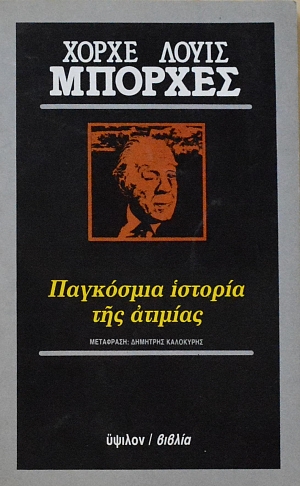 ΧΟΡΧΕ ΛΟΥΙΣ
ΜΠΟΡΧΕΣ
Παγκόσμια ἱστορία
τῆς ἀτιμίας
ΜΕΤΑΦΡΑΣΗ: ΔΗΜΗΤΡΗΣ ΚΑΛΟΚΥΡΗΣ
ὕψιλον / βιβλία